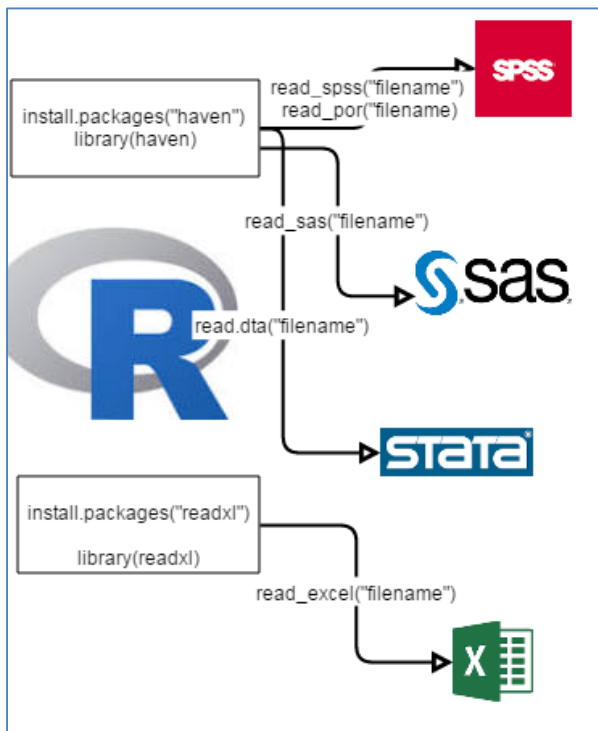 SPSS
read_spss("filename")
read_por("filename)
install.packages("haven")
library(haven)
read_sas("filename")
sas
R
read.dta("filename")
STATA
install.packages("readxl")
library(readxl)
read_excel("filename")
X